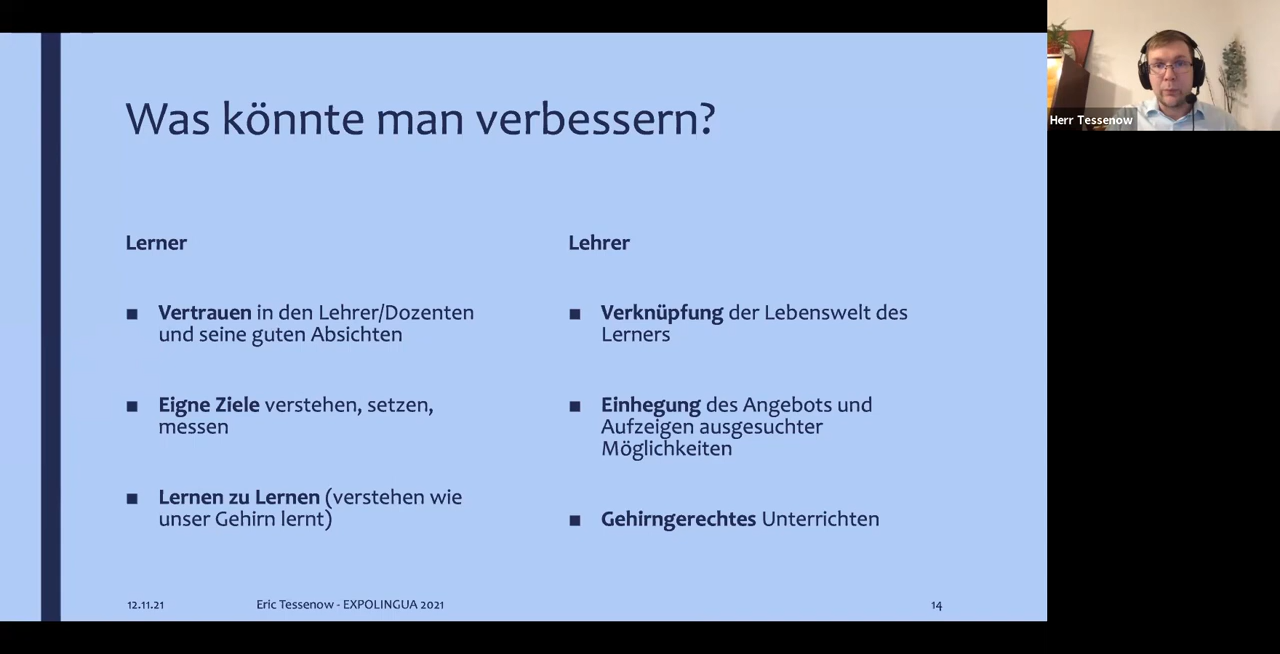 Was könnte man verbessern?
Herr Tessenow
Lerner
Vertrauen in den Lehrer/Dozenten
und seine guten Absichten
Eigne Ziele verstehen, setzen,
messen
Lernen zu Lernen (verstehen wie
unser Gehirn lernt)
Lehrer
Verknüpfung der Lebenswelt des
Lerners
Einhegung des Angebots und
Aufzeigen ausgesuchter
Möglichkeiten
Gehirngerechtes Unterrichten
12.11.21
Eric Tessenow - EXPOLINGUA 2021
14